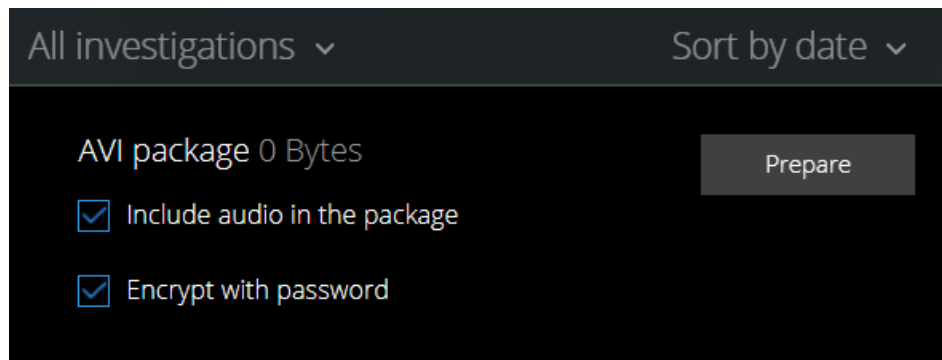 All investigations Sort by date
AVI package 0 Bytes Prepare
Include audio in the package
Encrypt with password